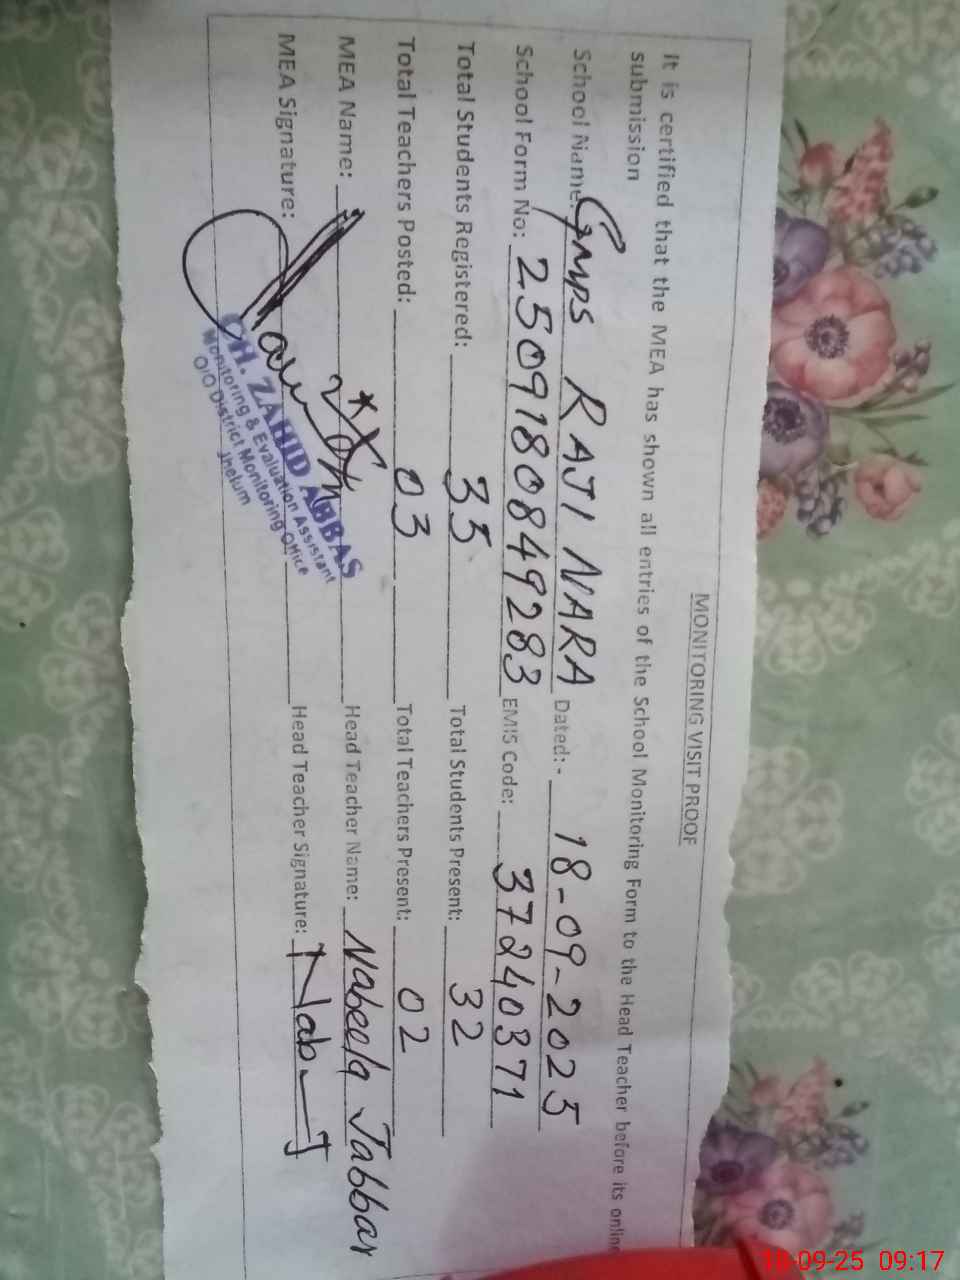 MONITORING VISIT PROOF
It is certified that the MEA has shown all entries of the School Monitoring Form to the Head Teacher before its online
submission
School Name: Gmps RAJI NARA Dated:- 18-09-2025
School Form No: 2509180849283 EMIS Code: 37240371
Total Students Registered: 35 Total Students Present: 32
Total Teachers Posted: 03 Total Teachers Present: 02
MEA Name: Head Teacher Name: Nabeela Jabbar
MEA Signature: Head Teacher Signature: Nab J
CH. ZAHID ABBAS
Monitoring & Evaluation Assistant
O/O District Monitoring Office
Jhelum
18-09-25 09:17